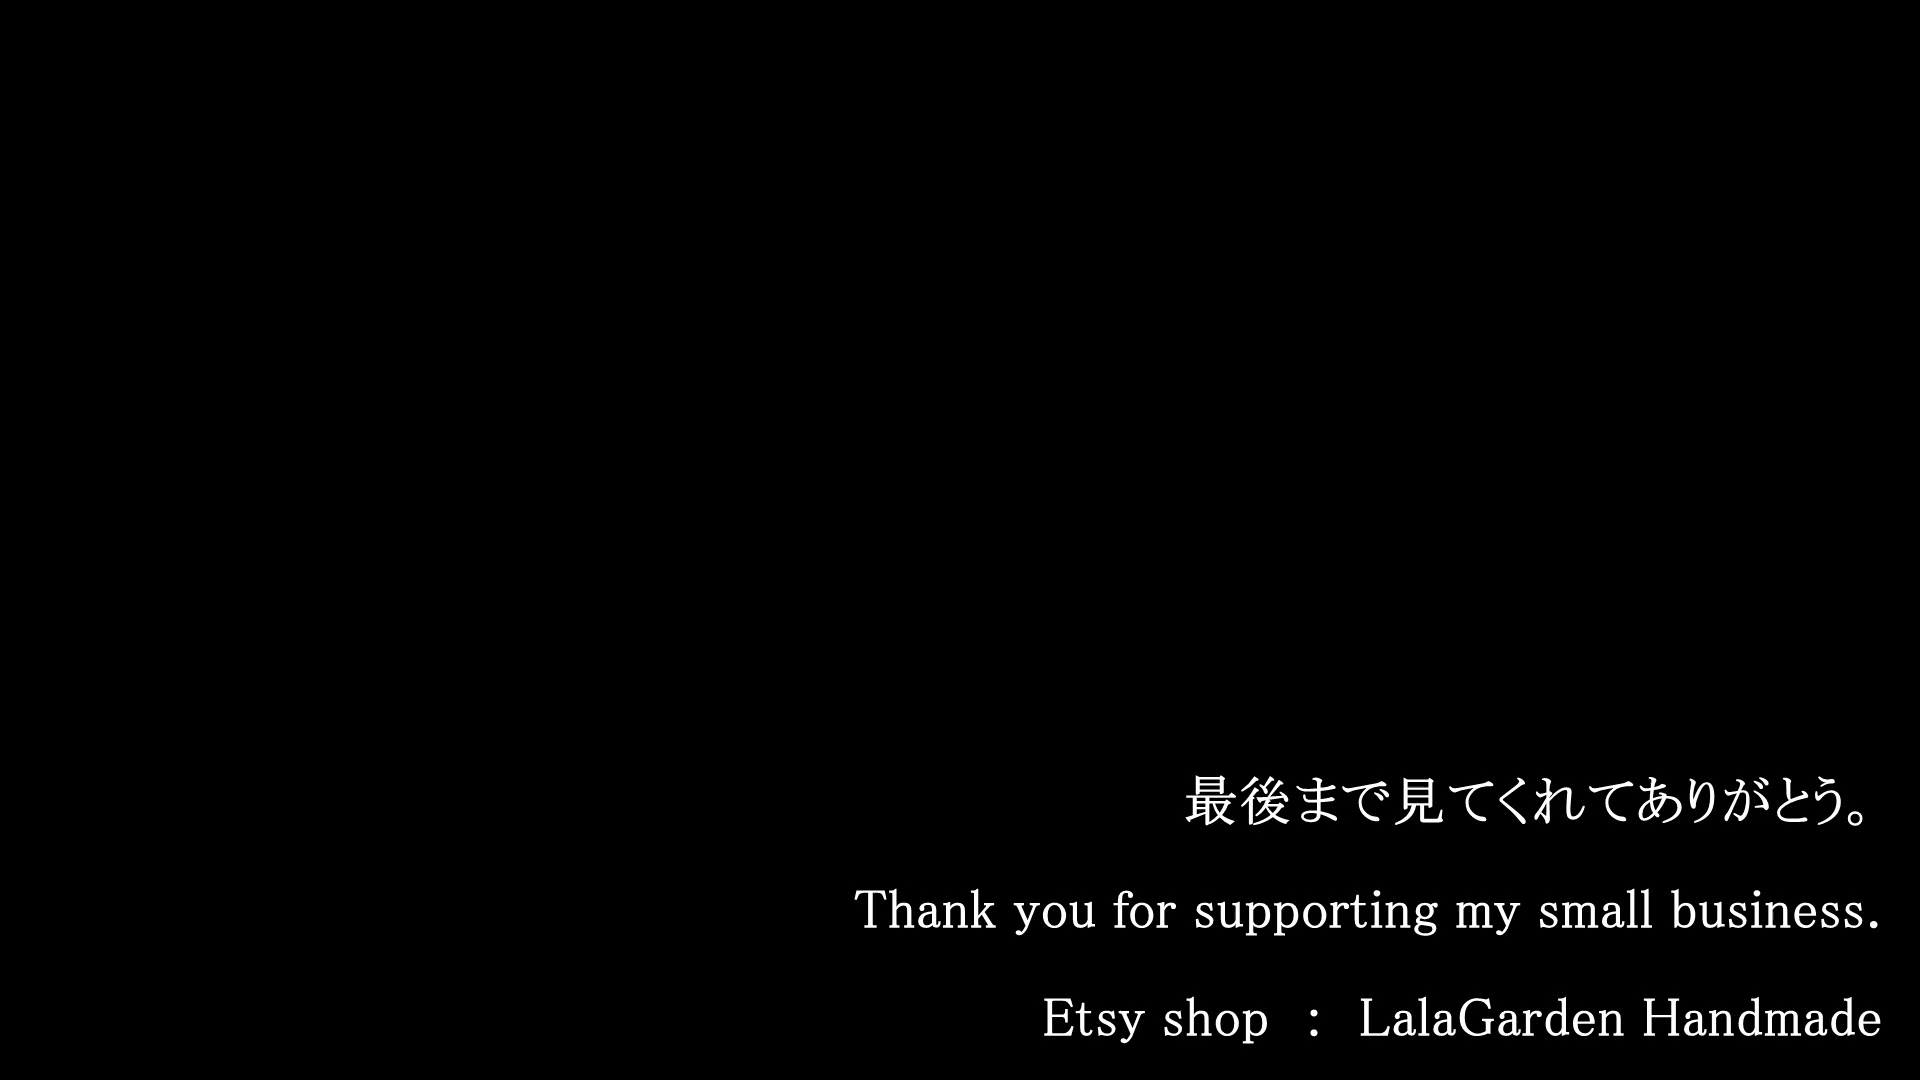 最後まで見てくれてありがとう。
Thank you for supporting my small business.
Etsy shop : LalaGarden Handmade